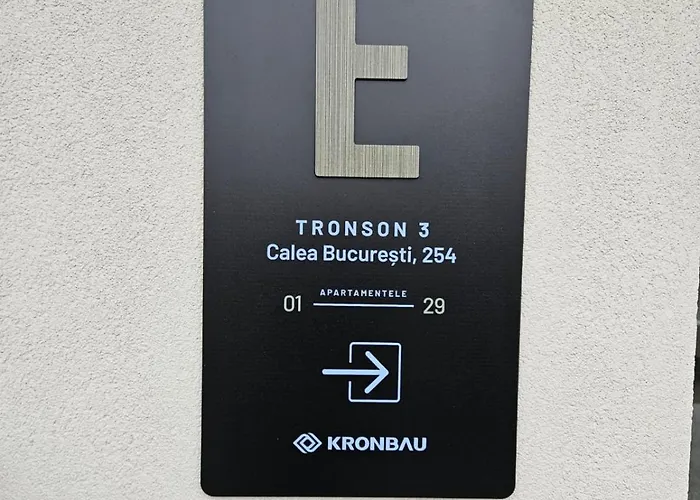 E
TRONSON 3
Calea București, 254
APARTAMENTELE
01 29
KRONBAU